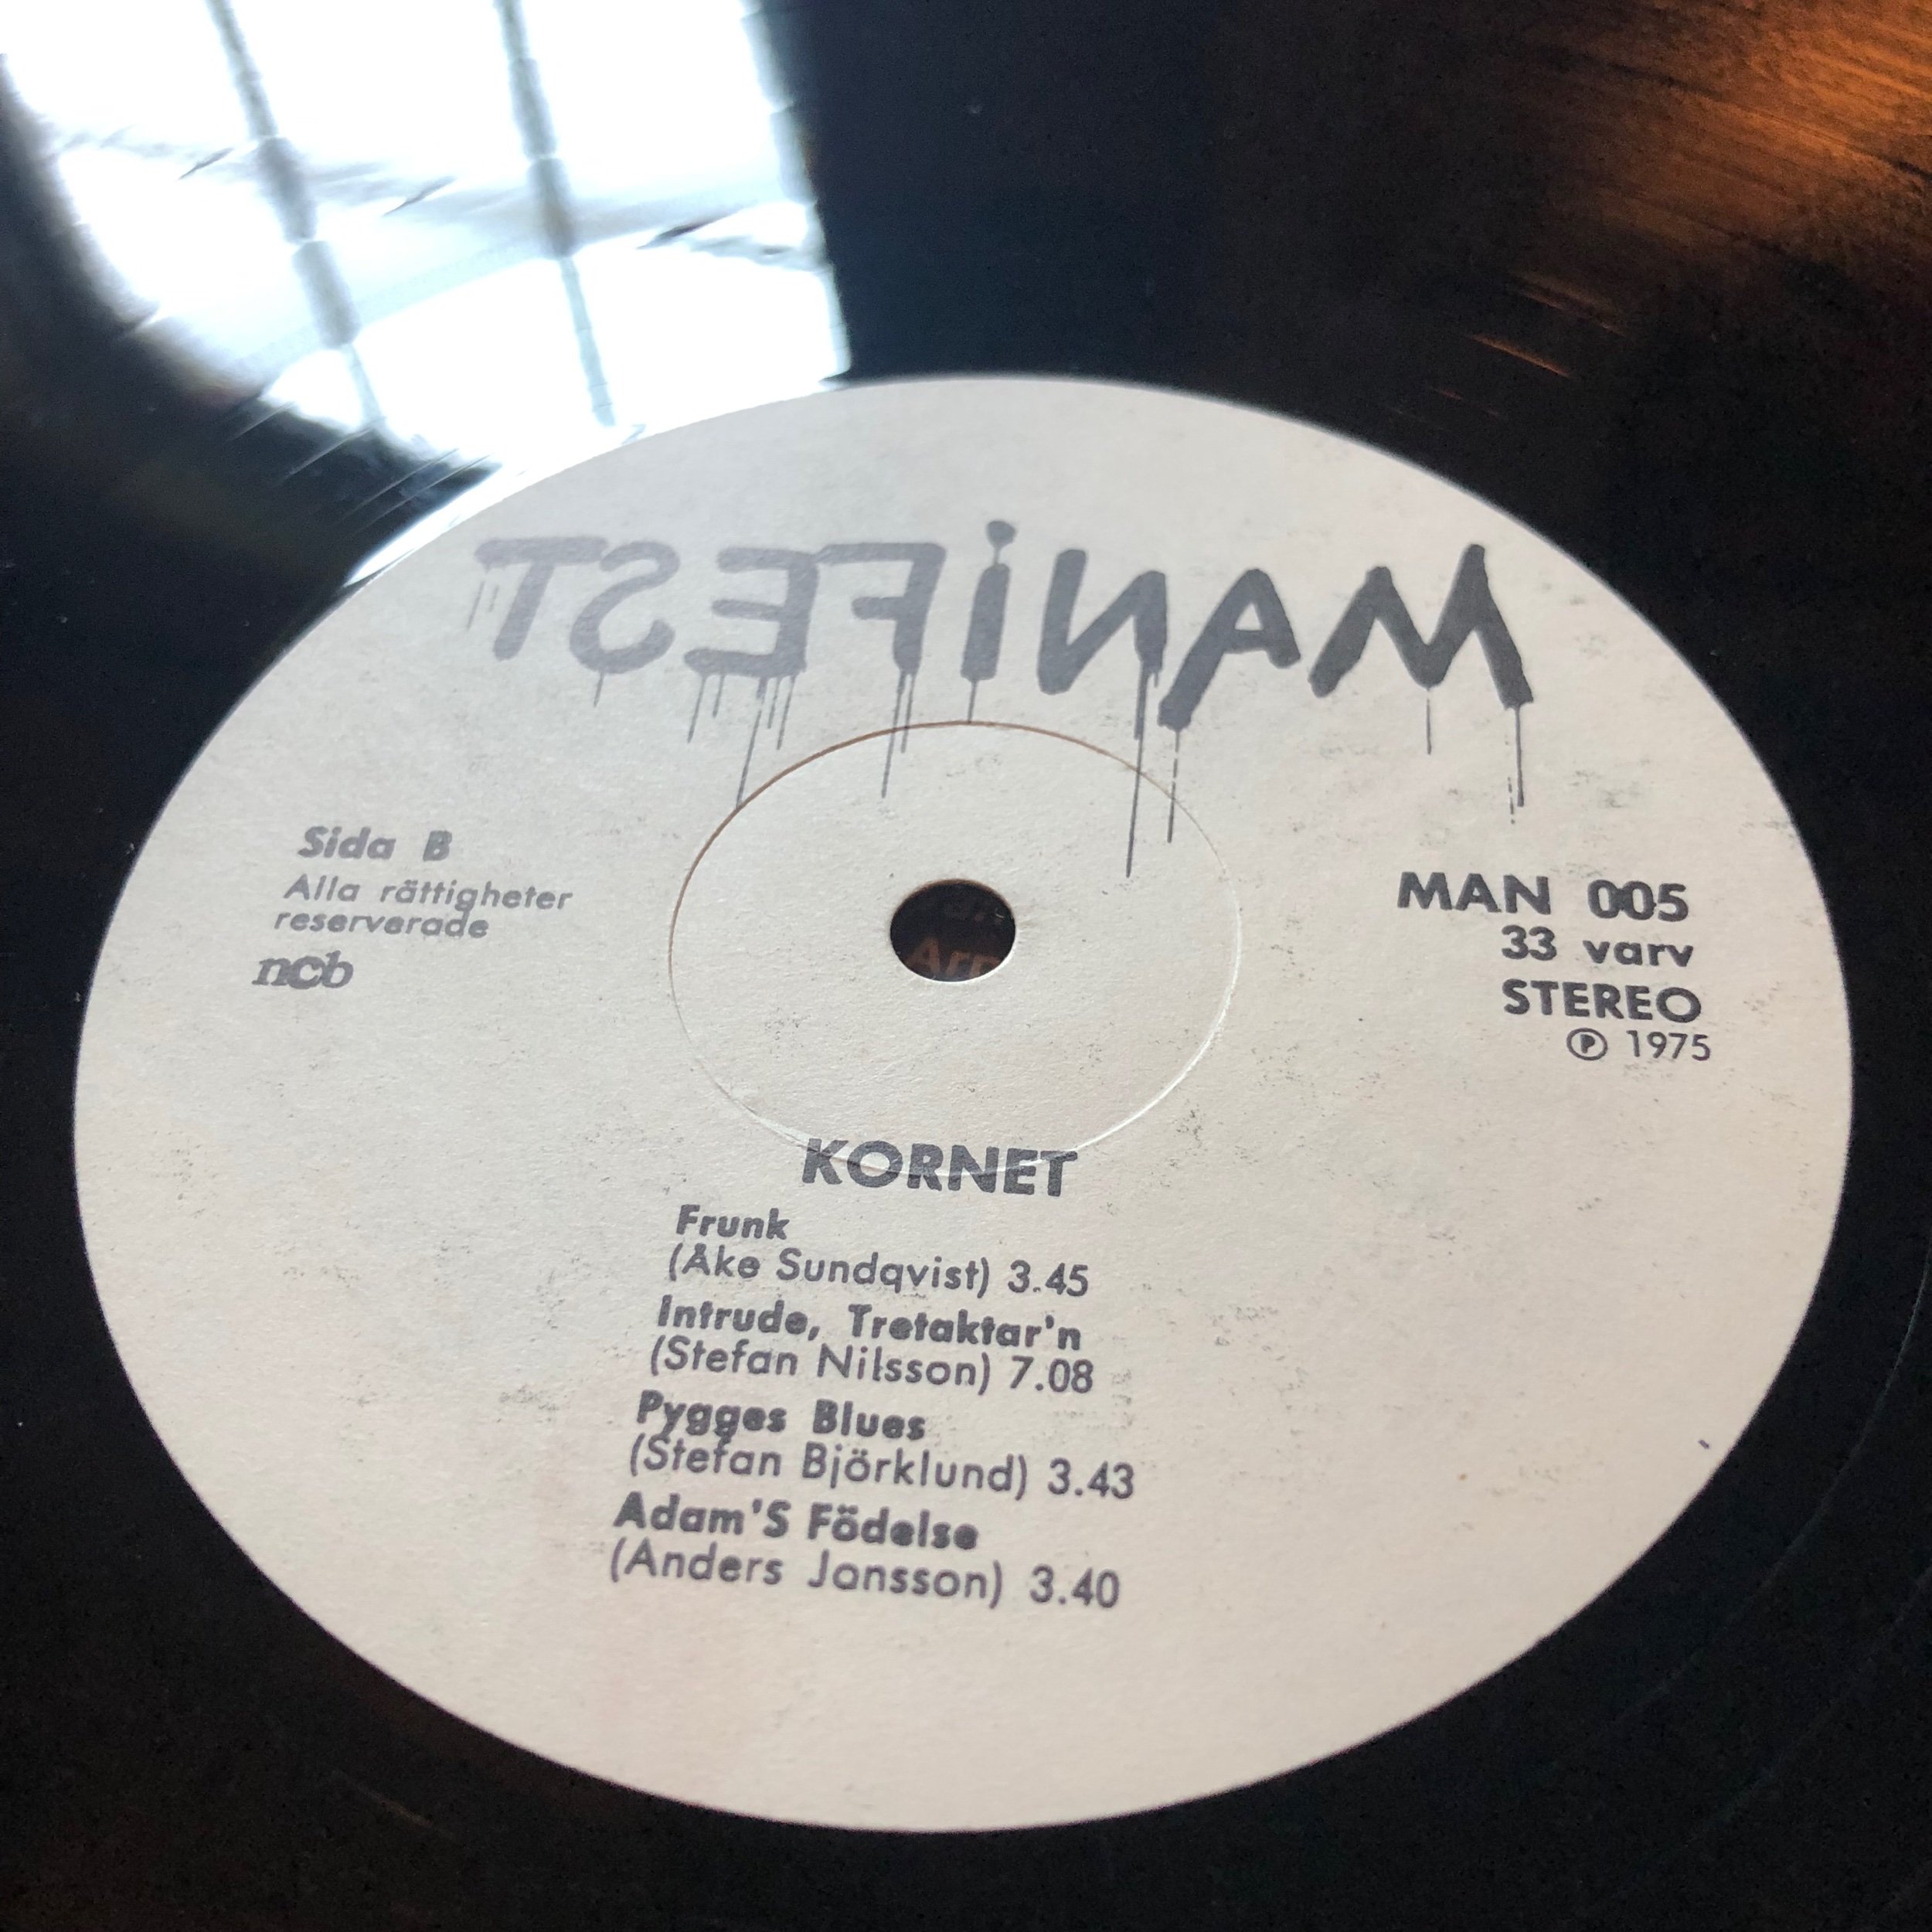 MANiFEST
Sida B
Alla rättigheter
reserverade
ncb
MAN 005
33 varv
STEREO
Ⓟ 1975
KORNET
Frunk
(Åke Sundqvist) 3.45
Intrude, Tretaktar'n
(Stefan Nilsson) 7.08
Pygges Blues
(Stefan Björklund) 3.43
Adam'S Födelse
(Anders Jansson) 3.40